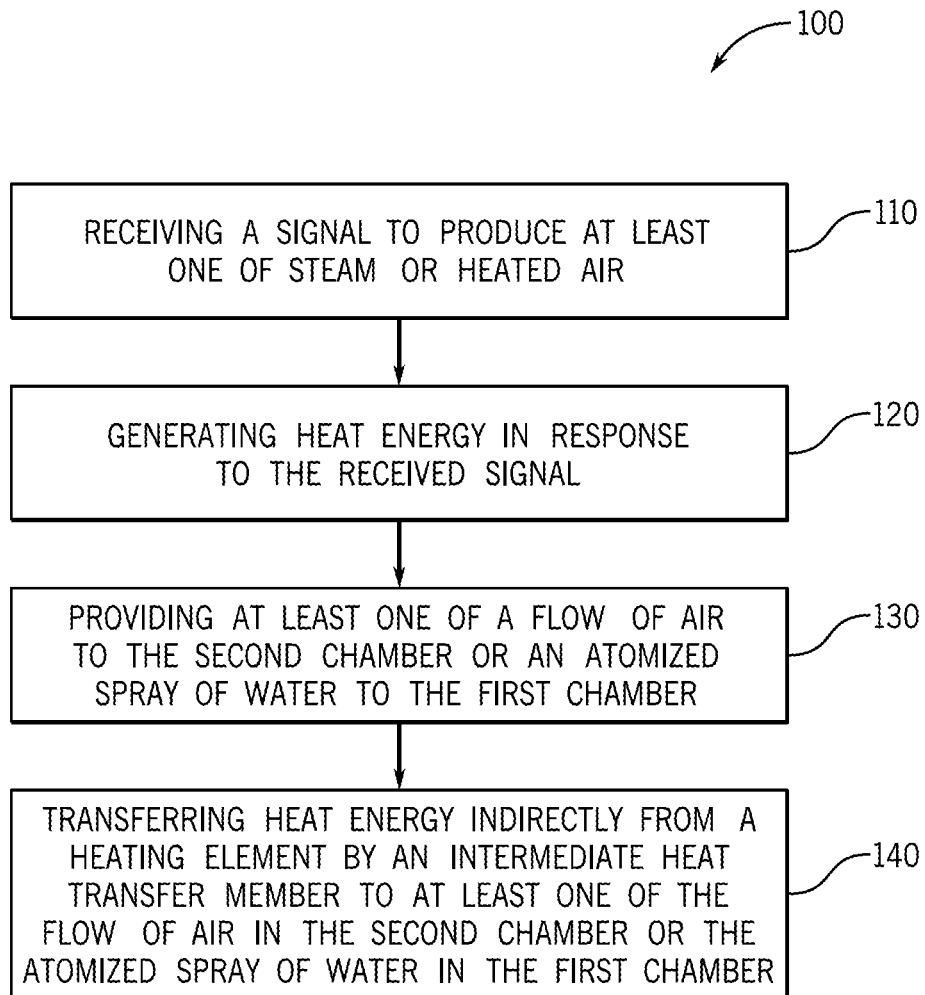 100
RECEIVING A SIGNAL TO PRODUCE AT LEAST
ONE OF STEAM OR HEATED AIR
110
GENERATING HEAT ENERGY IN RESPONSE
TO THE RECEIVED SIGNAL
120
PROVIDING AT LEAST ONE OF A FLOW OF AIR
TO THE SECOND CHAMBER OR AN ATOMIZED
SPRAY OF WATER TO THE FIRST CHAMBER
130
TRANSFERRING HEAT ENERGY INDIRECTLY FROM A
HEATING ELEMENT BY AN INTERMEDIATE HEAT
TRANSFER MEMBER TO AT LEAST ONE OF THE
FLOW OF AIR IN THE SECOND CHAMBER OR THE
ATOMIZED SPRAY OF WATER IN THE FIRST CHAMBER
140